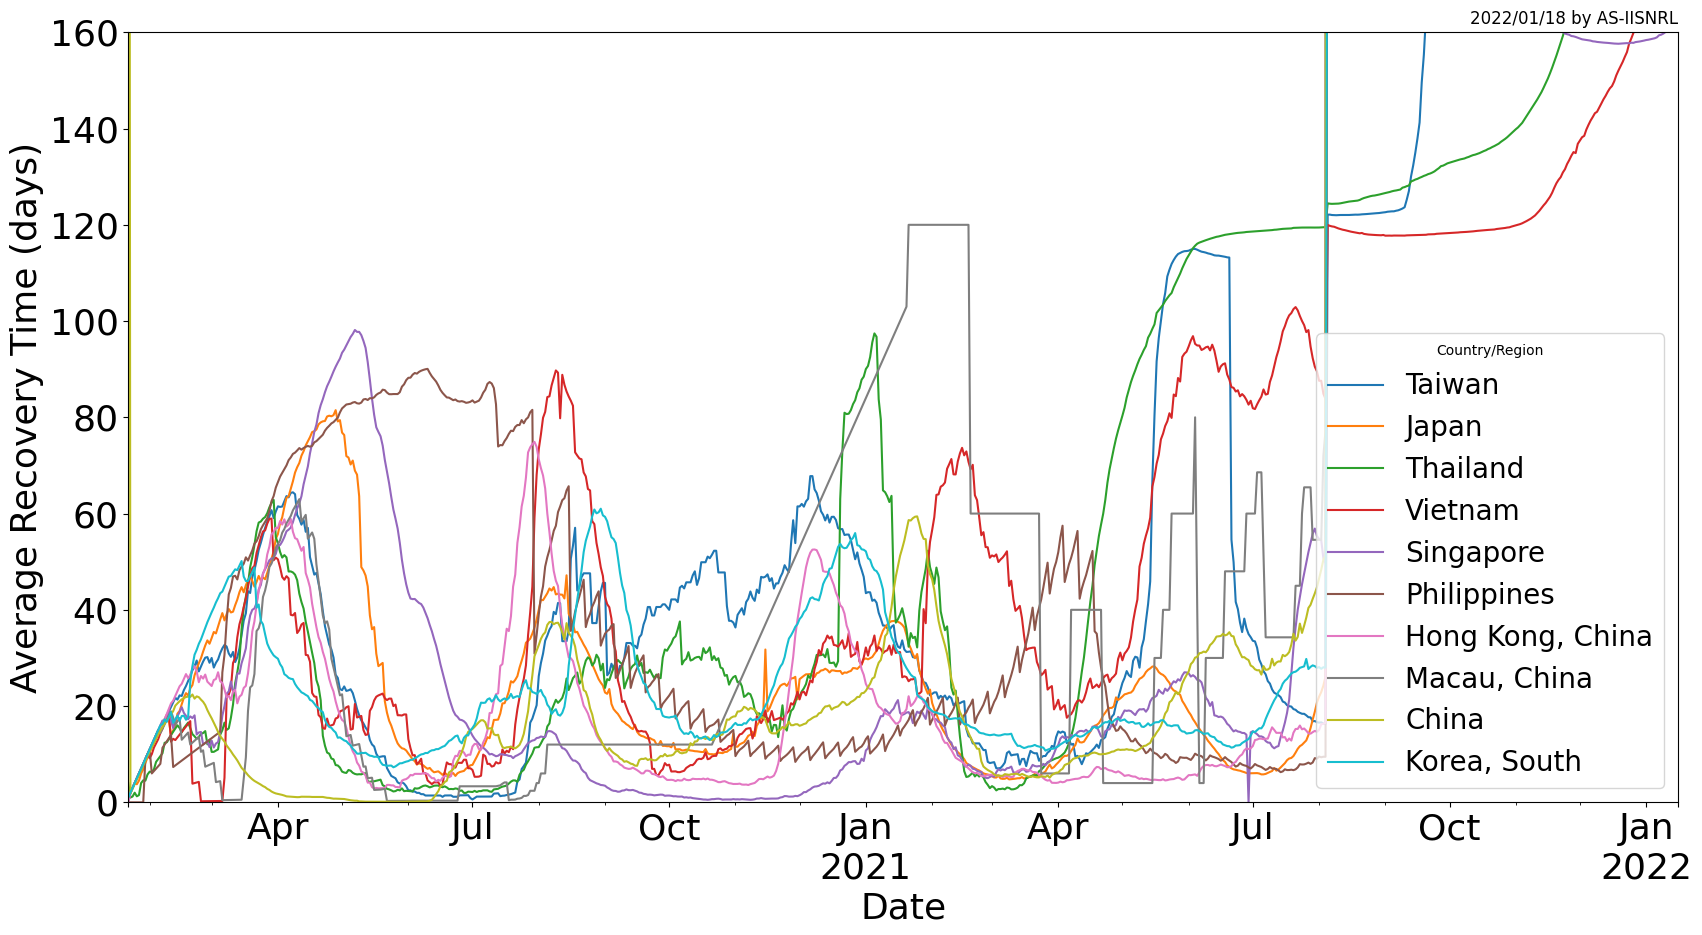 2022/01/18 by AS-IISNRL
Average Recovery Time (days)
160
140
120
100
80
60
40
20
0
Country/Region
Taiwan
Japan
Thailand
Vietnam
Singapore
Philippines
Hong Kong, China
Macau, China
China
Korea, South
Apr
Jul
Oct
Jan
2021
Apr
Jul
Oct
Jan
2022
Date